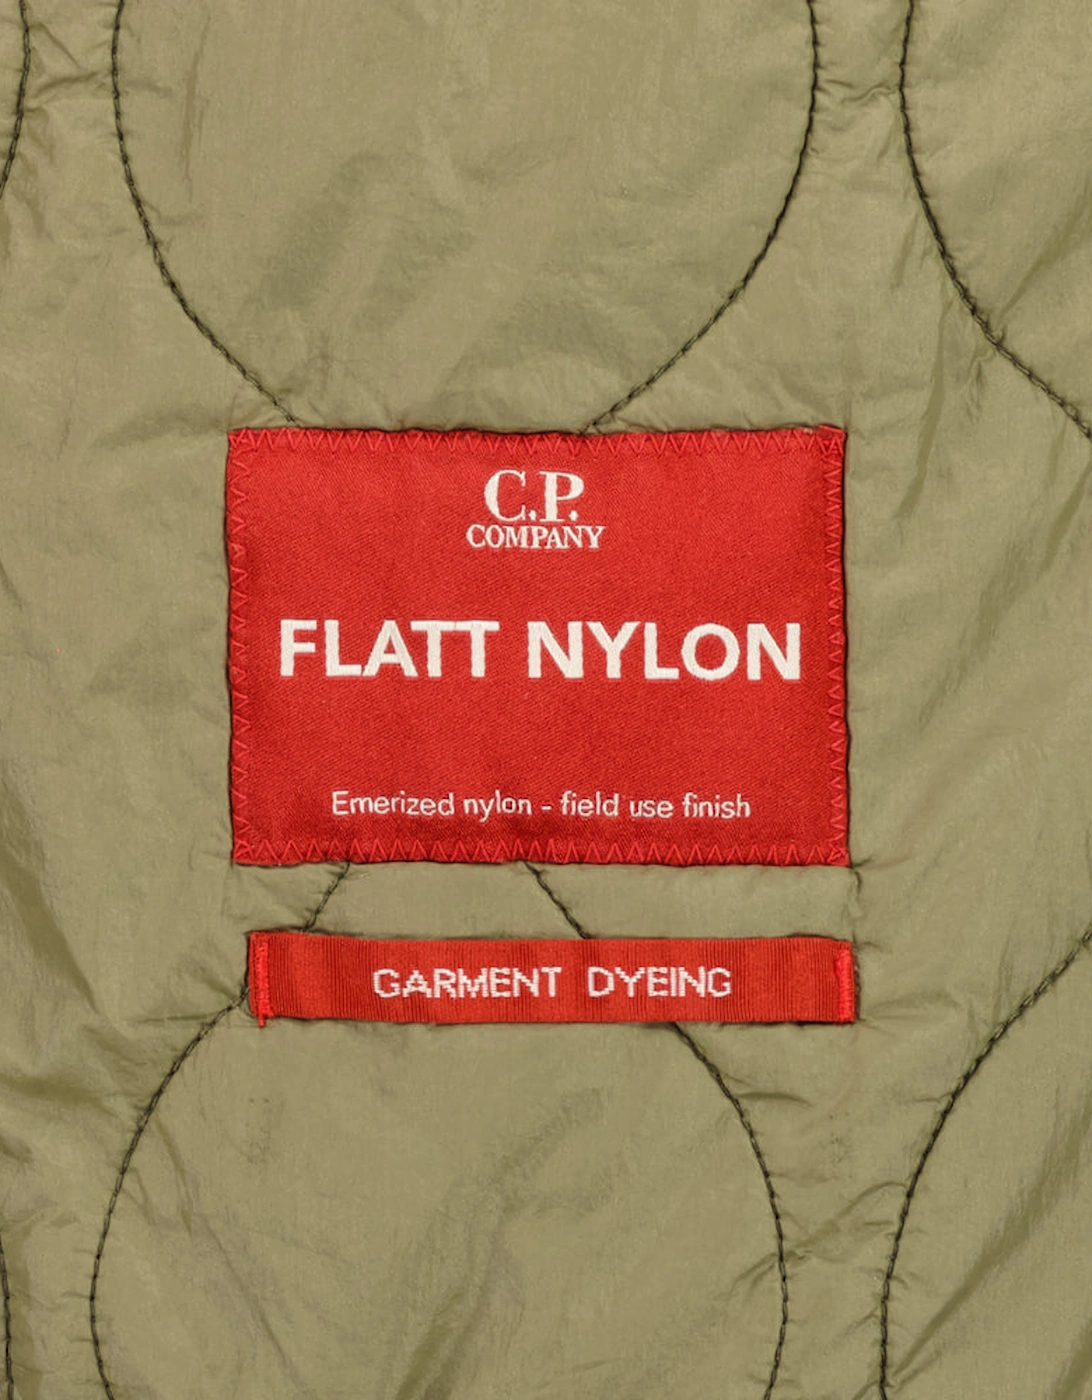 C.P.
COMPANY
FLATT NYLON
Emerized nylon - field use finish
GARMENT DYEING